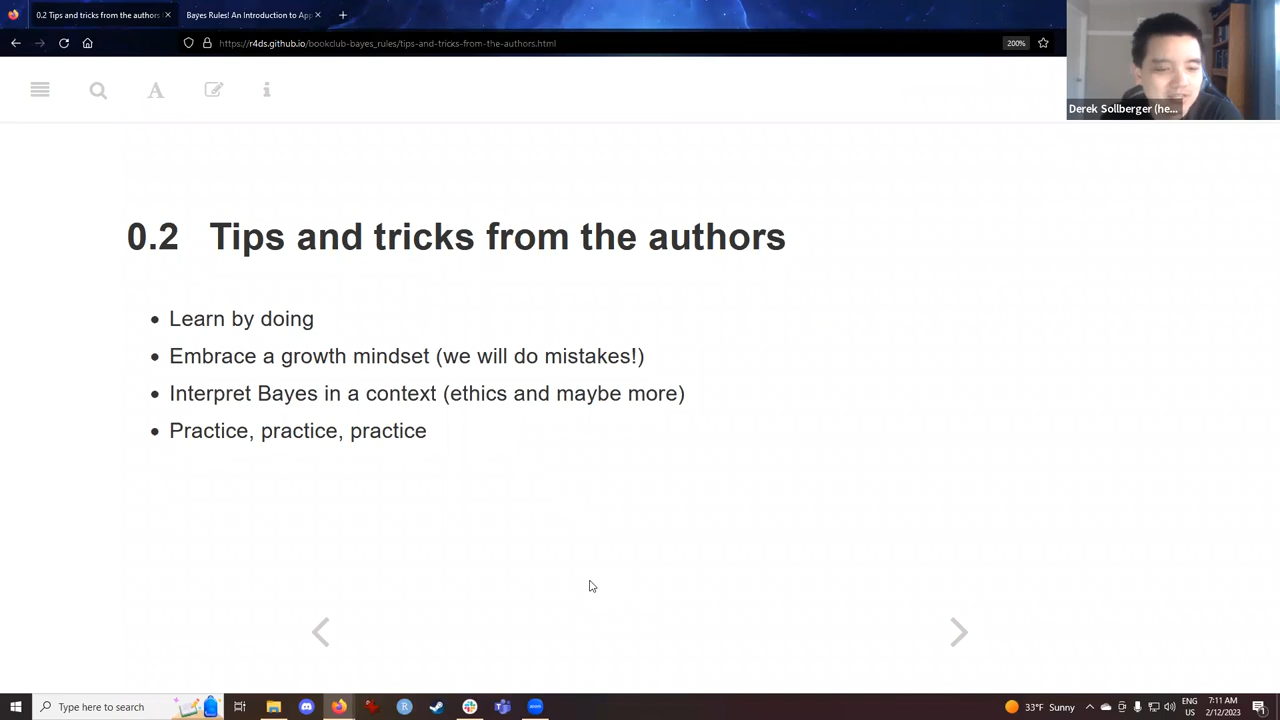 0.2 Tips and tricks from the authors
Bayes Rules! An Introduction to App
https://r4ds.github.io/bookclub-bayes_rules/tips-and-tricks-from-the-authors.html
200%
Derek Sollberger (he...
0.2 Tips and tricks from the authors
Learn by doing
Embrace a growth mindset (we will do mistakes!)
Interpret Bayes in a context (ethics and maybe more)
Practice, practice, practice
Type here to search
33°F Sunny
ENG
US
7:11 AM
2/12/2023